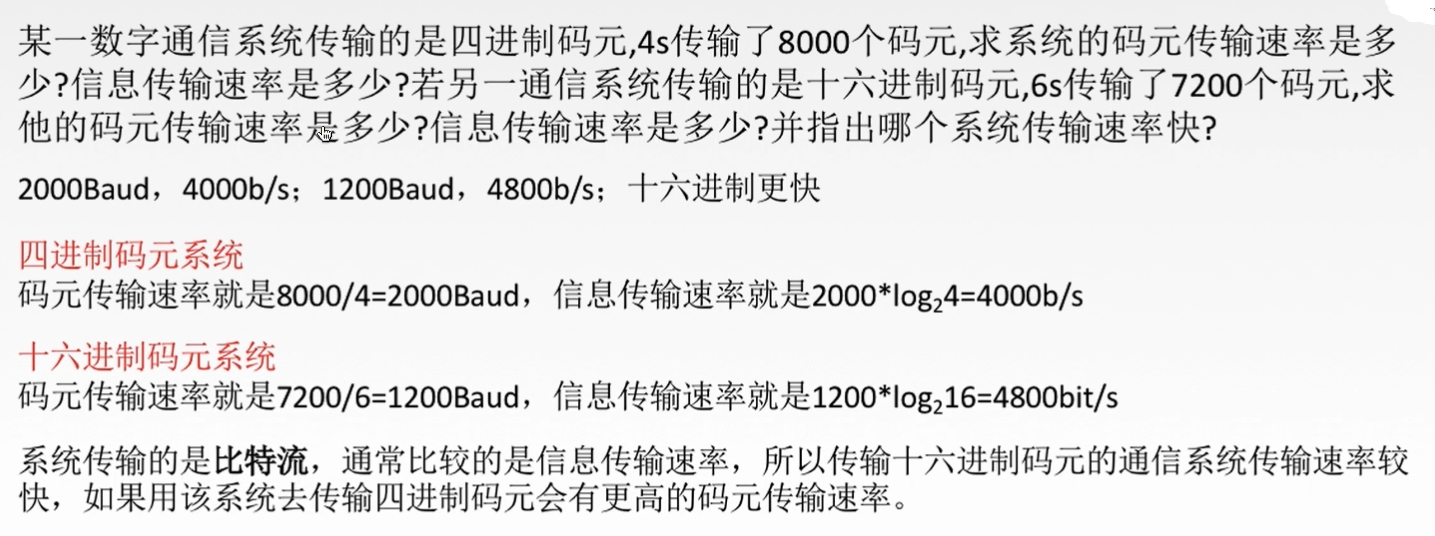 某一数字通信系统传输的是四进制码元,4s传输了8000个码元,求系统的码元传输速率是多
少?信息传输速率是多少?若另一通信系统传输的是十六进制码元,6s传输了7200个码元,求
他的码元传输速率是多少?信息传输速率是多少?并指出哪个系统传输速率快?
2000Baud，4000b/s；1200Baud，4800b/s；十六进制更快
四进制码元系统
码元传输速率就是8000/4=2000Baud，信息传输速率就是2000*log₂4=4000b/s
十六进制码元系统
码元传输速率就是7200/6=1200Baud，信息传输速率就是1200*log₂16=4800bit/s
系统传输的是比特流，通常比较的是信息传输速率，所以传输十六进制码元的通信系统传输速率较
快，如果用该系统去传输四进制码元会有更高的码元传输速率。